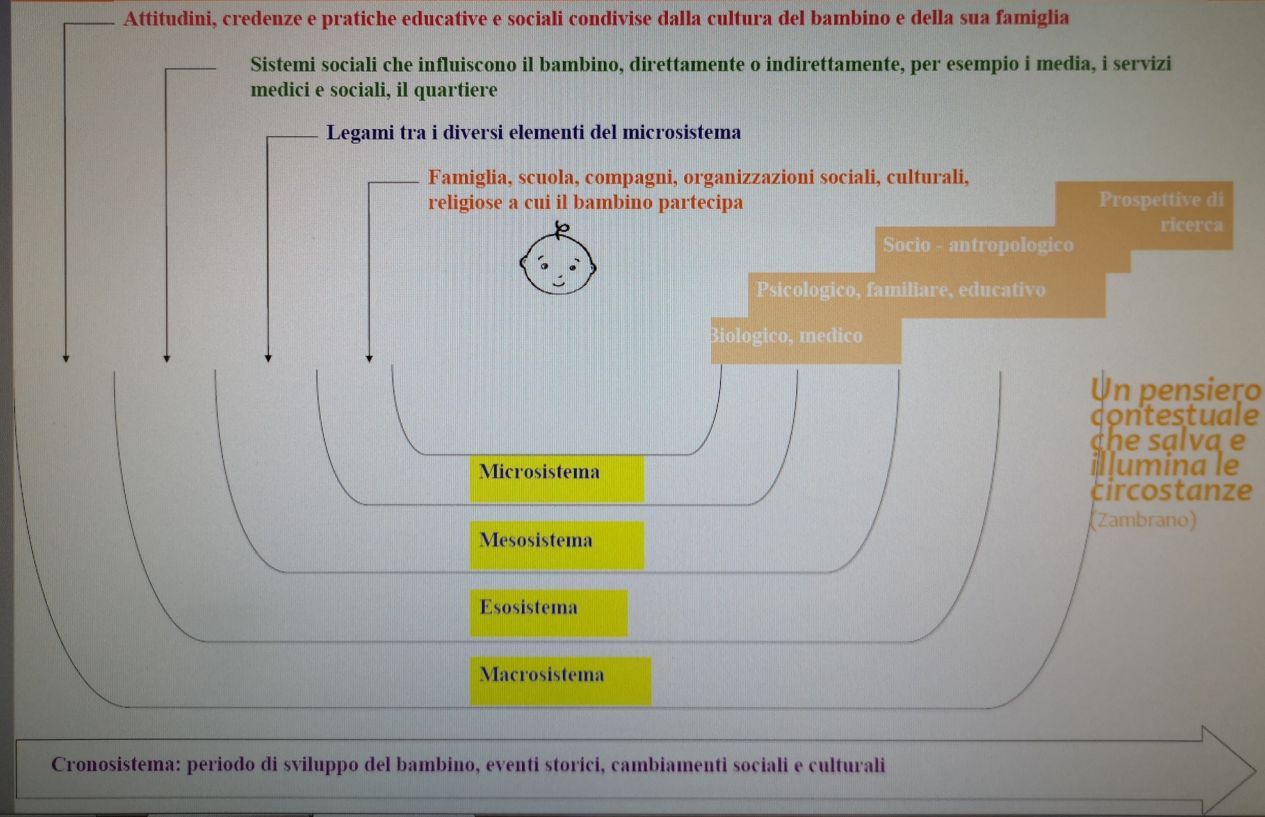 Attitudini, credenze e pratiche educative e sociali condivise dalla cultura del bambino e della sua famiglia
Sistemi sociali che influiscono il bambino, direttamente o indirettamente, per esempio i media, i servizi
medici e sociali, il quartiere
Legami tra i diversi elementi del microsistema
Famiglia, scuola, compagni, organizzazioni sociali, culturali,
religiose a cui il bambino partecipa
Prospettive di
ricerca
Socio - antropologico
Psicologico, familiare, educativo
Biologico, medico
Un pensiero
contestuale
che salva e
illumina le
circostanze
(Zambrano)
Microsistema
Mesosistema
Esosistema
Macrosistema
Cronosistema: periodo di sviluppo del bambino, eventi storici, cambiamenti sociali e culturali